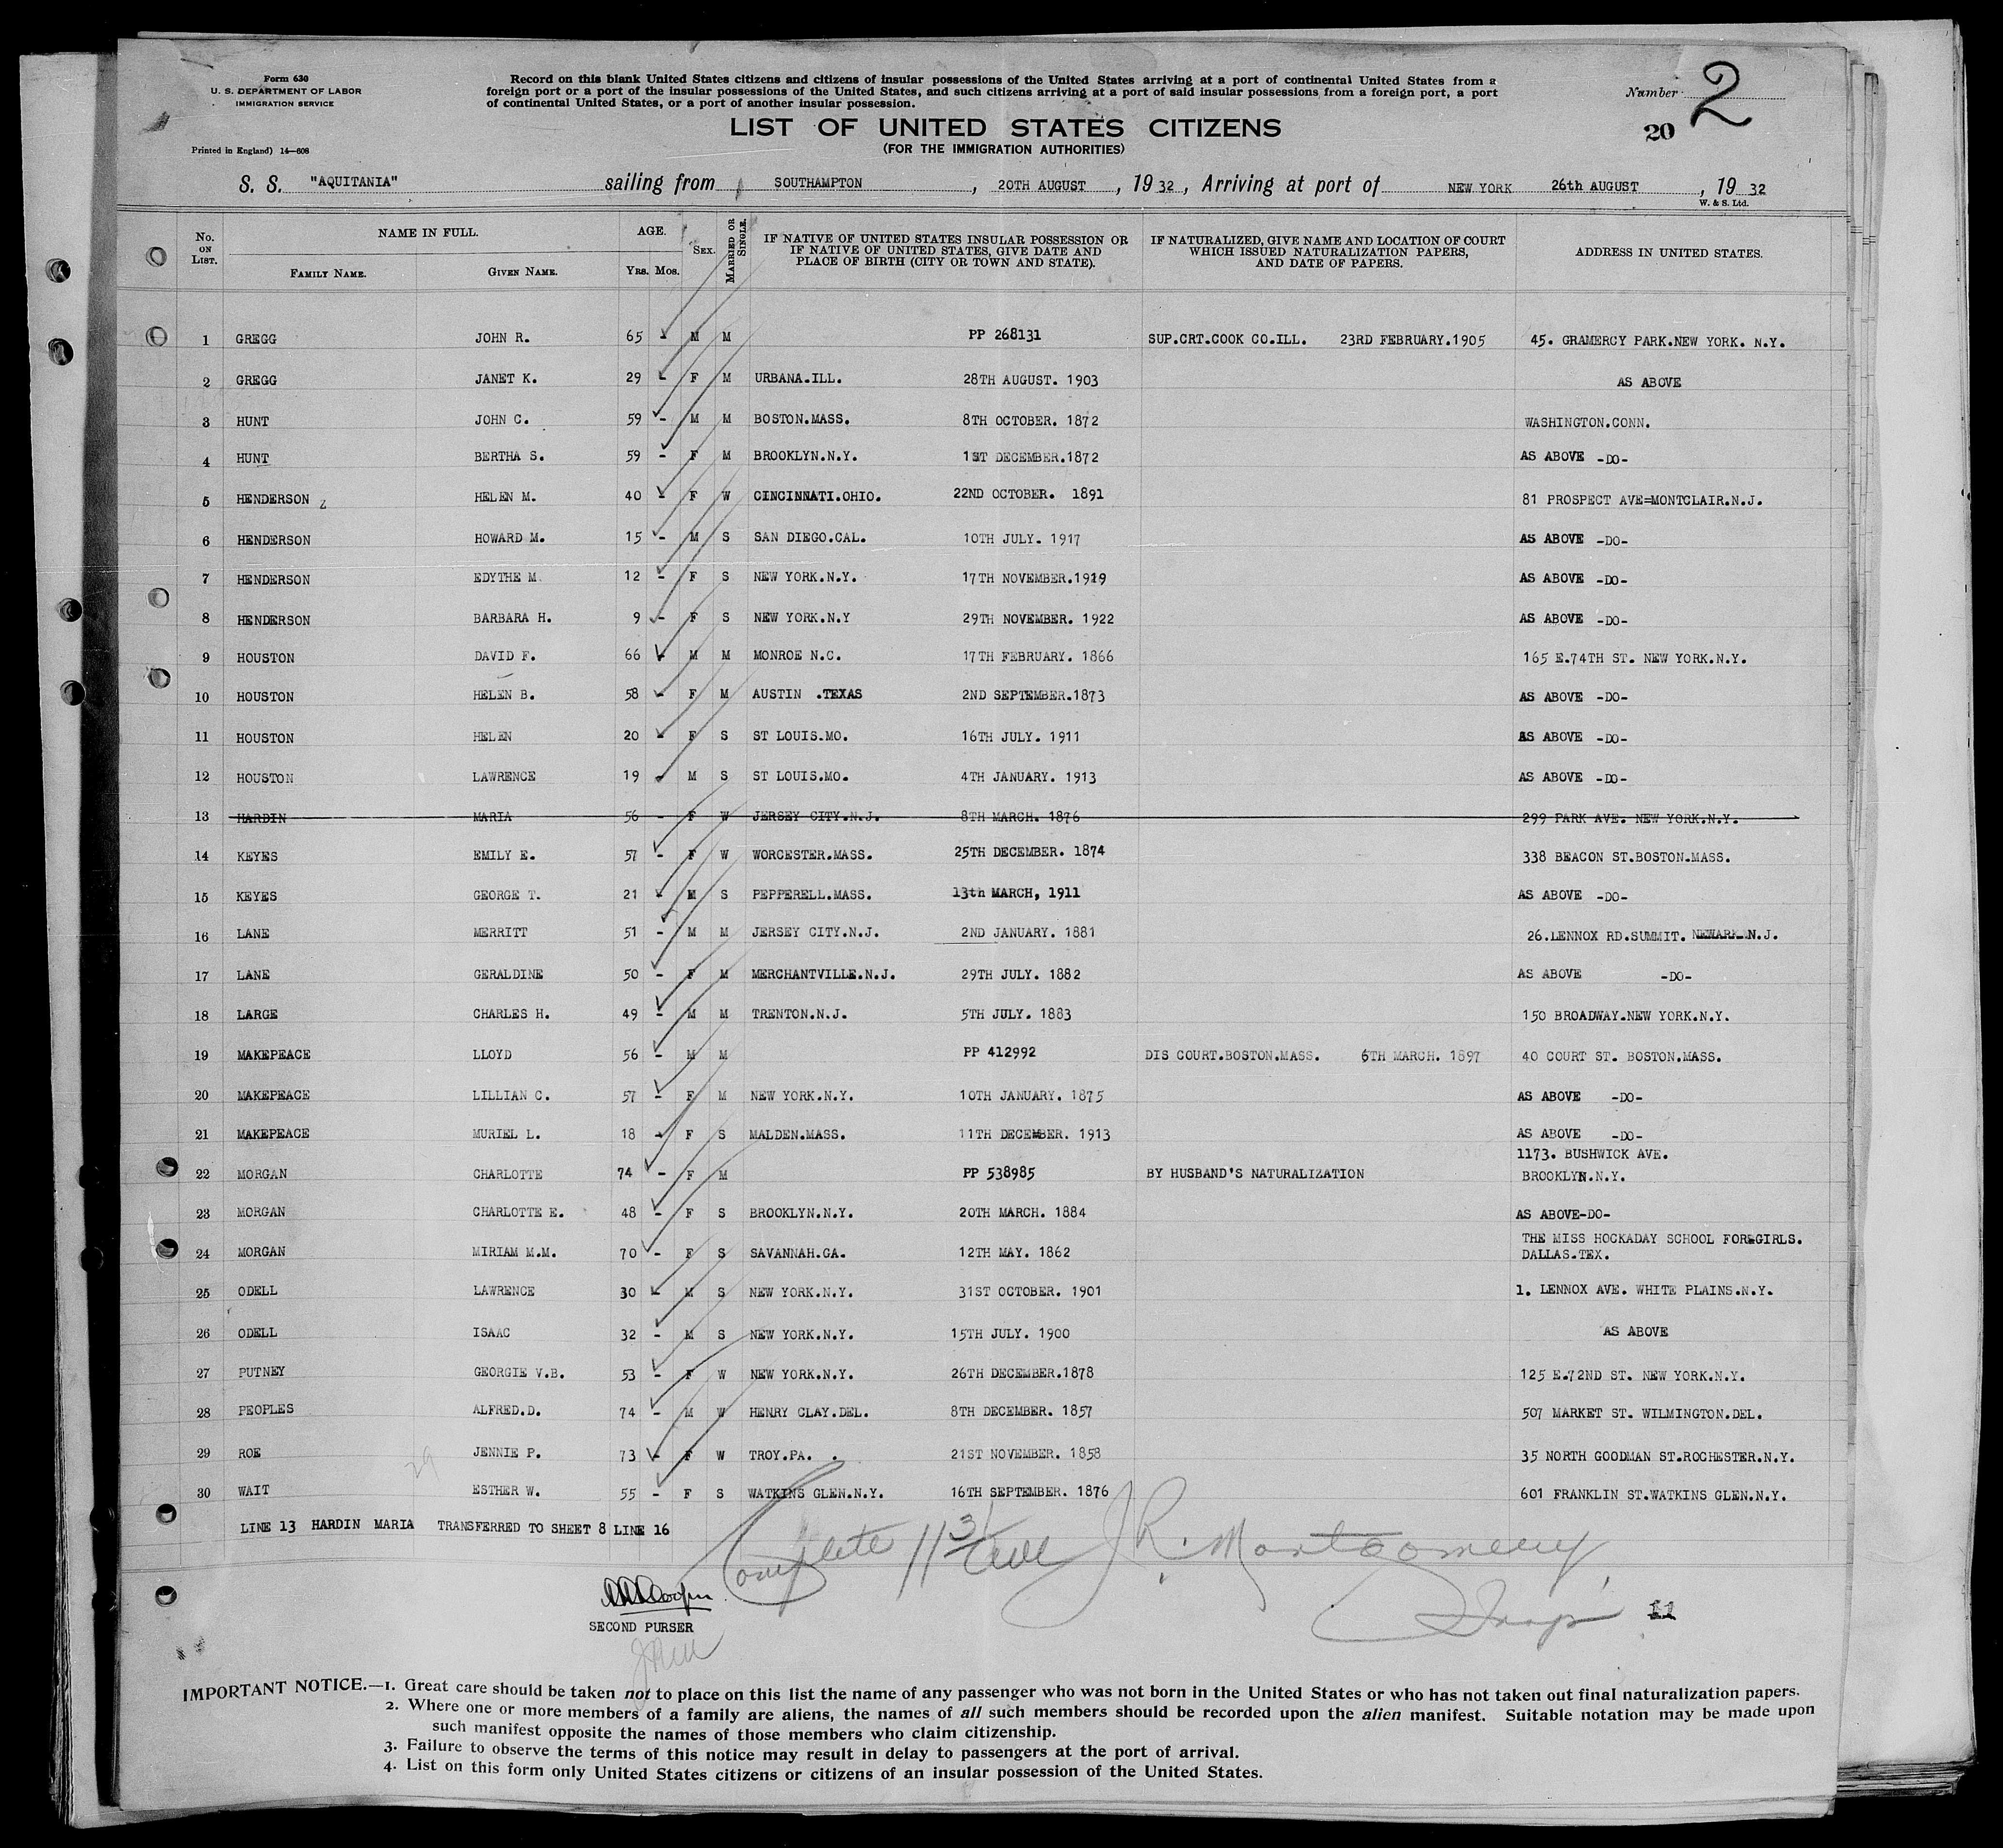 Form 630
U. S. DEPARTMENT OF LABOR
IMMIGRATION SERVICE
Printed in England) 14—608
Record on this blank United States citizens and citizens of insular possessions of the United States arriving at a port of continental United States from a
foreign port or a port of the insular possessions of the United States, and such citizens arriving at a port of said insular possessions from a foreign port, a port
of continental United States, or a port of another insular possession.
Number 2
20
LIST OF UNITED STATES CITIZENS
(FOR THE IMMIGRATION AUTHORITIES)
S. S. "AQUITANIA" sailing from SOUTHAMPTON, 20TH AUGUST, 1932, Arriving at port of NEW YORK 26th AUGUST, 1932
W. & S. Ltd.
No. ON LIST. NAME IN FULL. FAMILY NAME. GIVEN NAME. AGE. YRS. MOS. SEX. MARRIED OR SINGLE. IF NATIVE OF UNITED STATES INSULAR POSSESSION OR IF NATIVE OF UNITED STATES, GIVE DATE AND PLACE OF BIRTH (CITY OR TOWN AND STATE). IF NATURALIZED, GIVE NAME AND LOCATION OF COURT WHICH ISSUED NATURALIZATION PAPERS, AND DATE OF PAPERS. ADDRESS IN UNITED STATES.
1 GREGG JOHN R. 65 - M M PP 268131 SUP.CRT.COOK CO.ILL. 23RD FEBRUARY.1905 45. GRAMERCY PARK.NEW YORK. N.Y.
2 GREGG JANET K. 29 - F M URBANA.ILL. 28TH AUGUST. 1903 AS ABOVE
3 HUNT JOHN C. 59 - M M BOSTON.MASS. 8TH OCTOBER. 1872 WASHINGTON.CONN.
4 HUNT BERTHA S. 59 - F M BROOKLYN.N.Y. 1ST DECEMBER.1872 AS ABOVE -DO-
5 HENDERSON HELEN M. 40 - F W CINCINNATI.OHIO. 22ND OCTOBER. 1891 81 PROSPECT AVE=MONTCLAIR.N.J.
6 HENDERSON HOWARD M. 15 - M S SAN DIEGO.CAL. 10TH JULY. 1917 AS ABOVE -DO-
7 HENDERSON EDYTHE M. 12 - F S NEW YORK.N.Y. 17TH NOVEMBER.1919 AS ABOVE -DO-
8 HENDERSON BARBARA H. 9 - F S NEW YORK.N.Y 29TH NOVEMBER. 1922 AS ABOVE -DO-
9 HOUSTON DAVID F. 66 - M M MONROE N.C. 17TH FEBRUARY. 1866 165 E.74TH ST. NEW YORK.N.Y.
10 HOUSTON HELEN B. 58 - F M AUSTIN .TEXAS 2ND SEPTEMBER.1873 AS ABOVE -DO-
11 HOUSTON HELEN 20 - F S ST LOUIS.MO. 16TH JULY. 1911 AS ABOVE -DO-
12 HOUSTON LAWRENCE 19 - M S ST LOUIS.MO. 4TH JANUARY. 1913 AS ABOVE -DO-
13 HARDIN MARIA 56 - F W JERSEY CITY.N.J. 8TH MARCH. 1876 299 PARK AVE. NEW YORK.N.Y.
14 KEYES EMILY E. 57 - F W WORCESTER.MASS. 25TH DECEMBER. 1874 338 BEACON ST.BOSTON.MASS.
15 KEYES GEORGE T. 21 - M S PEPPERELL.MASS. 13th MARCH, 1911 AS ABOVE -DO-
16 LANE MERRITT 51 - M M JERSEY CITY.N.J. 2ND JANUARY. 1881 26.LENNOX RD.SUMMIT. NEWARK N.J.
17 LANE GERALDINE 50 - F M MERCHANTVILLE.N.J. 29TH JULY. 1882 AS ABOVE -DO-
18 LARGE CHARLES H. 49 - M M TRENTON.N.J. 5TH JULY. 1883 150 BROADWAY.NEW YORK.N.Y.
19 MAKEPEACE LLOYD 56 - M M PP 412992 DIS COURT.BOSTON.MASS. 6TH MARCH. 1897 40 COURT ST. BOSTON.MASS.
20 MAKEPEACE LILLIAN C. 57 - F M NEW YORK.N.Y. 10TH JANUARY. 1875 AS ABOVE -DO-
21 MAKEPEACE MURIEL L. 18 - F S MALDEN.MASS. 11TH DECEMBER. 1913 AS ABOVE -DO-
22 MORGAN CHARLOTTE 74 - F M PP 538985 BY HUSBAND'S NATURALIZATION 1173. BUSHWICK AVE. BROOKLYN.N.Y.
23 MORGAN CHARLOTTE E. 48 - F S BROOKLYN.N.Y. 20TH MARCH. 1884 AS ABOVE-DO-
24 MORGAN MIRIAM M.M. 70 - F S SAVANNAH.GA. 12TH MAY. 1862 THE MISS HOCKADAY SCHOOL FOR GIRLS. DALLAS.TEX.
25 ODELL LAWRENCE 30 - M S NEW YORK.N.Y. 31ST OCTOBER. 1901 1. LENNOX AVE. WHITE PLAINS.N.Y.
26 ODELL ISAAC 32 - M S NEW YORK.N.Y. 15TH JULY. 1900 AS ABOVE
27 PUTNEY GEORGIE V.B. 53 - F W NEW YORK.N.Y. 26TH DECEMBER.1878 125 E.72ND ST. NEW YORK.N.Y.
28 PEOPLES ALFRED.D. 74 - M W HENRY CLAY.DEL. 8TH DECEMBER. 1857 507 MARKET ST. WILMINGTON.DEL.
29 ROE JENNIE P. 73 - F W TROY.PA. 21ST NOVEMBER. 1858 35 NORTH GOODMAN ST.ROCHESTER.N.Y.
29
30 WAIT ESTHER W. 55 - F S WATKINS GLEN.N.Y. 16TH SEPTEMBER. 1876 601 FRANKLIN ST.WATKINS GLEN.N.Y.
LINE 13 HARDIN MARIA TRANSFERRED TO SHEET 8 LINE 16
Complete J R. Montgomery
Insp
11
SECOND PURSER
IMPORTANT NOTICE.—1. Great care should be taken not to place on this list the name of any passenger who was not born in the United States or who has not taken out final naturalization papers.
2. Where one or more members of a family are aliens, the names of all such members should be recorded upon the alien manifest. Suitable notation may be made upon
such manifest opposite the names of those members who claim citizenship.
3. Failure to observe the terms of this notice may result in delay to passengers at the port of arrival.
4. List on this form only United States citizens or citizens of an insular possession of the United States.